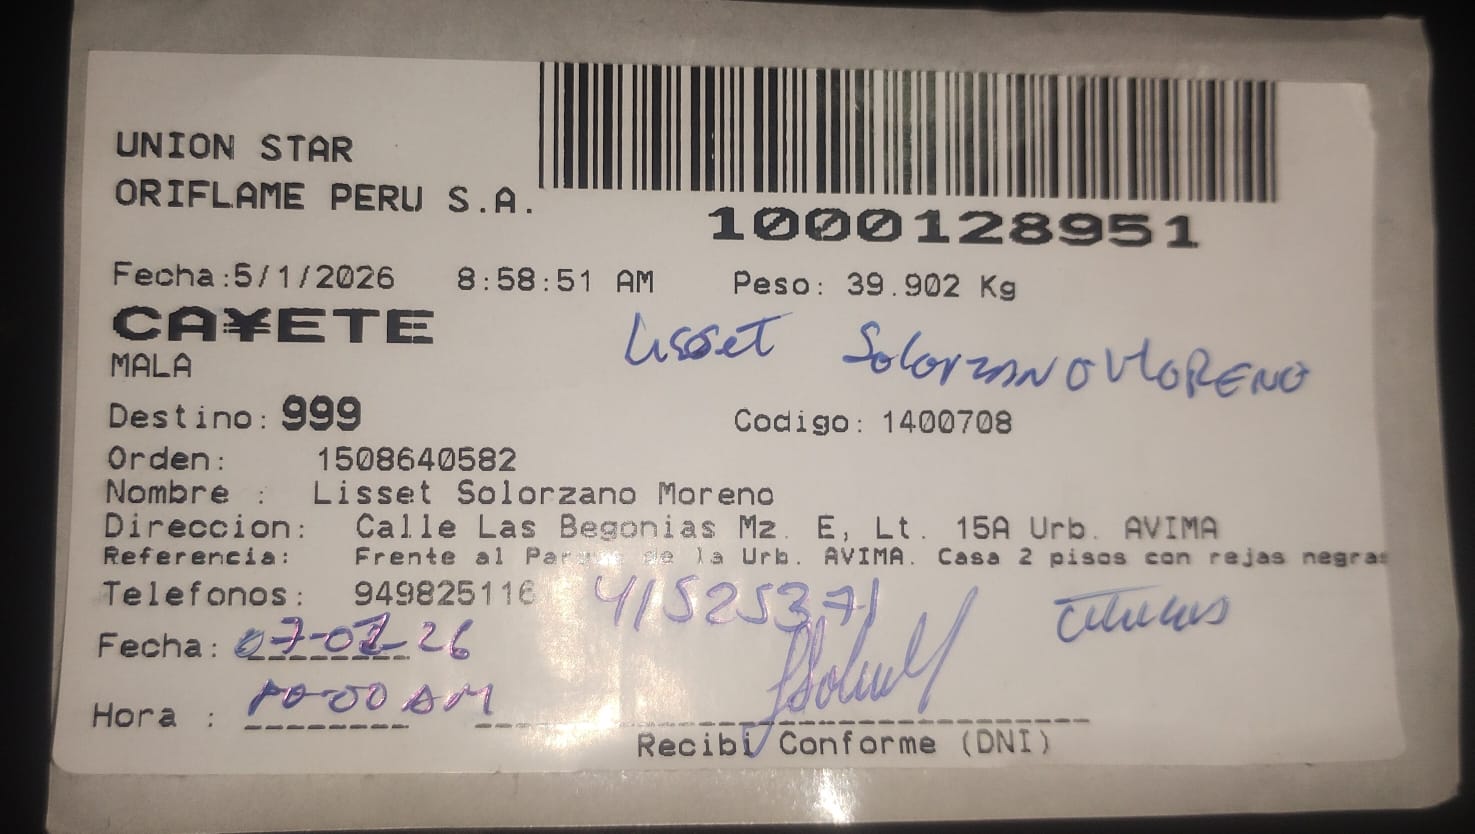 UNION STAR
ORIFLAME PERU S.A.
1000128951
Fecha:5/1/2026 8:58:51 AM Peso: 39.902 Kg
CA¥ETE
Lisset Solorzano Moreno
MALA
Destino: 999 Codigo: 1400708
Orden: 1508640582
Nombre : Lisset Solorzano Moreno
Direccion: Calle Las Begonias Mz. E, Lt. 15A Urb. AVIMA
Referencia: Frente al Parque de la Urb. AVIMA. Casa 2 pisos con rejas negras
Telefonos: 949825116 41525371
Titular
Fecha: 07-01-26
Hora : 10-00 AM
Recibi Conforme (DNI)